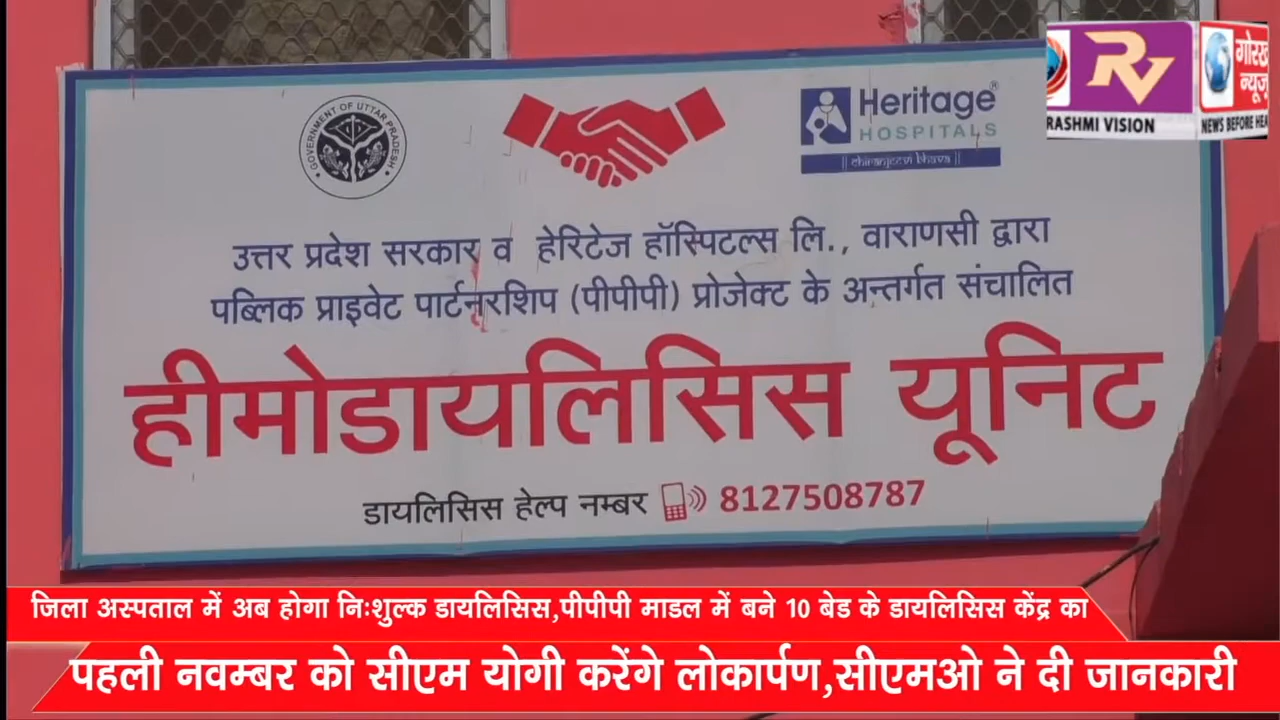 GOVERNMENT OF UTTAR PRADESH
Heritage®
HOSPITALS
|| chiranjeevi bhava ||
RV
RASHMI VISION
गोरख
न्यूज़
NEWS BEFORE HEA
उत्तर प्रदेश सरकार व हेरिटेज हॉस्पिटल्स लि., वाराणसी द्वारा
पब्लिक प्राइवेट पार्टनरशिप (पीपीपी) प्रोजेक्ट के अन्तर्गत संचालित
हीमोडायलिसिस यूनिट
डायलिसिस हेल्प नम्बर 8127508787
जिला अस्पताल में अब होगा निःशुल्क डायलिसिस,पीपीपी माडल में बने 10 बेड के डायलिसिस केंद्र का
पहली नवम्बर को सीएम योगी करेंगे लोकार्पण,सीएमओ ने दी जानकारी